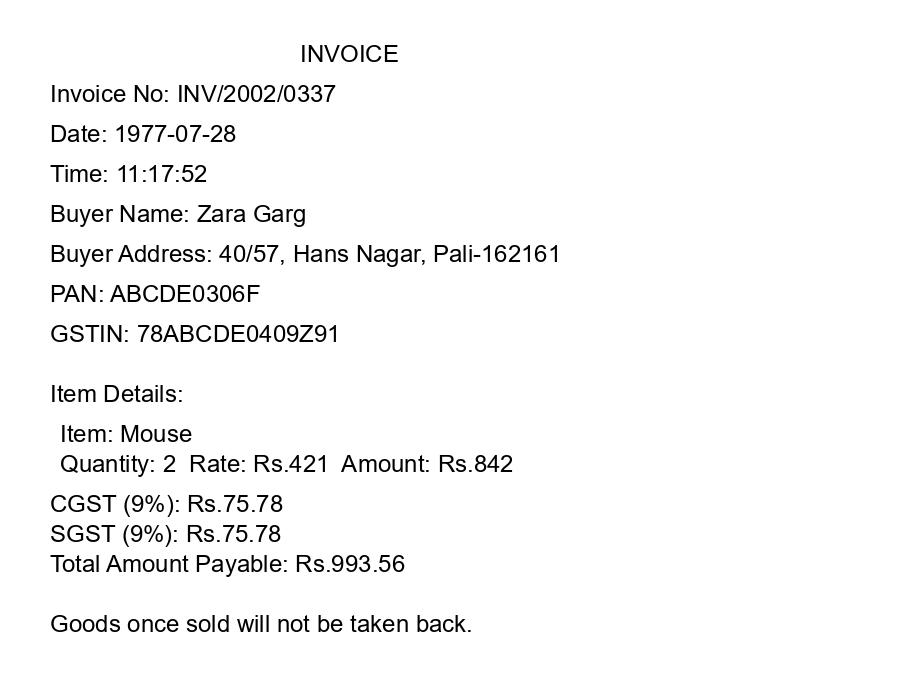 INVOICE
Invoice No: INV/2002/0337
Date: 1977-07-28
Time: 11:17:52
Buyer Name: Zara Garg
Buyer Address: 40/57, Hans Nagar, Pali-162161
PAN: ABCDE0306F
GSTIN: 78ABCDE0409Z91
Item Details:
Item: Mouse
Quantity: 2  Rate: Rs.421  Amount: Rs.842
CGST (9%): Rs.75.78
SGST (9%): Rs.75.78
Total Amount Payable: Rs.993.56
Goods once sold will not be taken back.